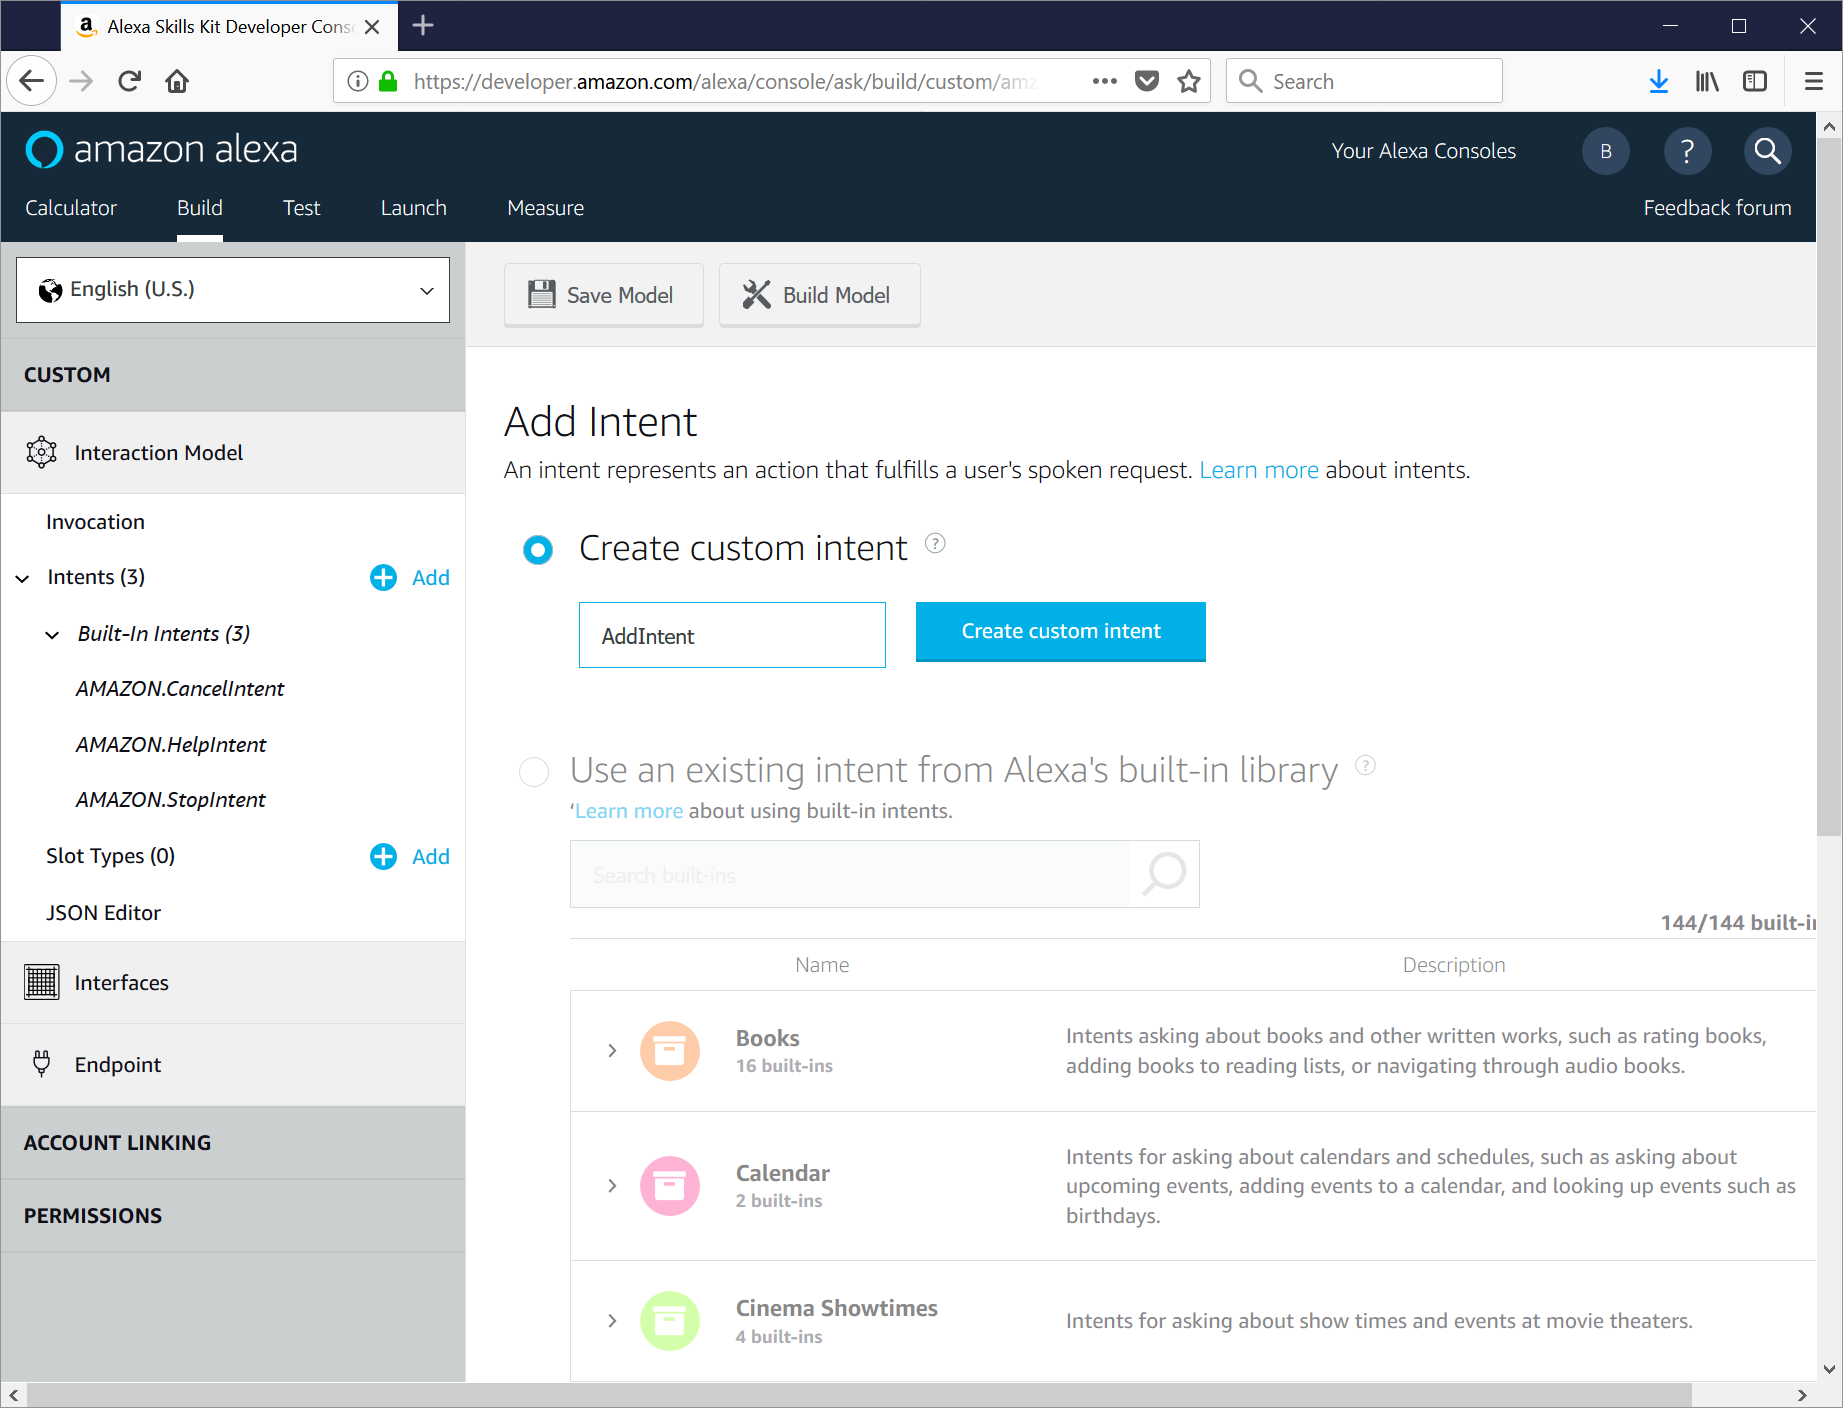 Alexa Skills Kit Developer Cons
https://developer.amazon.com/alexa/console/ask/build/custom/amz
Search
amazon alexa
Your Alexa Consoles
B
?
Calculator
Build
Test
Launch
Measure
Feedback forum
English (U.S.)
Save Model
Build Model
CUSTOM
Interaction Model
Invocation
Intents (3)
Add
Built-In Intents (3)
AMAZON.CancelIntent
AMAZON.HelpIntent
AMAZON.StopIntent
Slot Types (0)
Add
JSON Editor
Interfaces
Endpoint
ACCOUNT LINKING
PERMISSIONS
Add Intent
An intent represents an action that fulfills a user's spoken request. Learn more about intents.
Create custom intent ?
AddIntent
Create custom intent
Use an existing intent from Alexa's built-in library ?
‘Learn more about using built-in intents.
Search built-ins
144/144 built-i
Name
Description
Books
16 built-ins
Intents asking about books and other written works, such as rating books,
adding books to reading lists, or navigating through audio books.
Calendar
2 built-ins
Intents for asking about calendars and schedules, such as asking about
upcoming events, adding events to a calendar, and looking up events such as
birthdays.
Cinema Showtimes
4 built-ins
Intents for asking about show times and events at movie theaters.